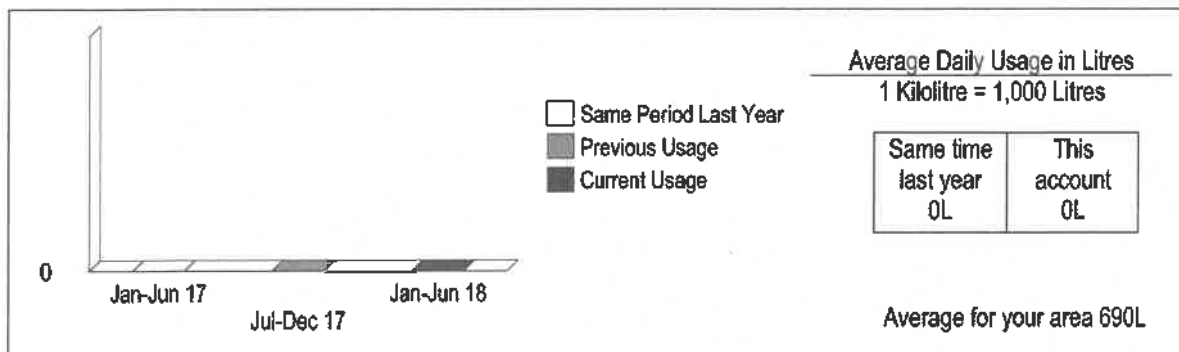 0
Jan-Jun 17
Jul-Dec 17
Jan-Jun 18
Same Period Last Year
Previous Usage
Current Usage
Average Daily Usage in Litres
1 Kilolitre = 1,000 Litres
Same time
last year
0L
This
account
0L
Average for your area 690L